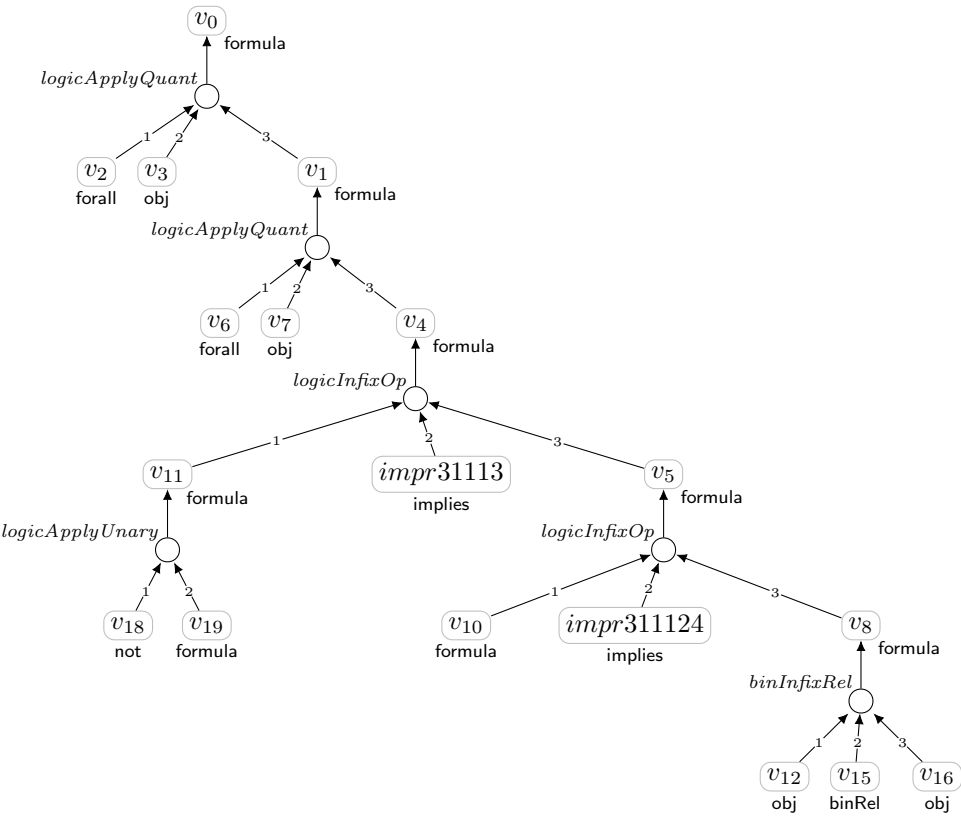 v0
formula
logicApplyQuant
1 2 3
v2 v3 v1
forall obj formula
logicApplyQuant
1 2 3
v6 v7 v4
forall obj formula
logicInfixOp
1 2 3
v11 impr31113 v5
formula implies formula
logicApplyUnary logicInfixOp
1 2 1 2 3
v18 v19 v10 impr311124 v8
not formula formula implies formula
binInfixRel
1 2 3
v12 v15 v16
obj binRel obj